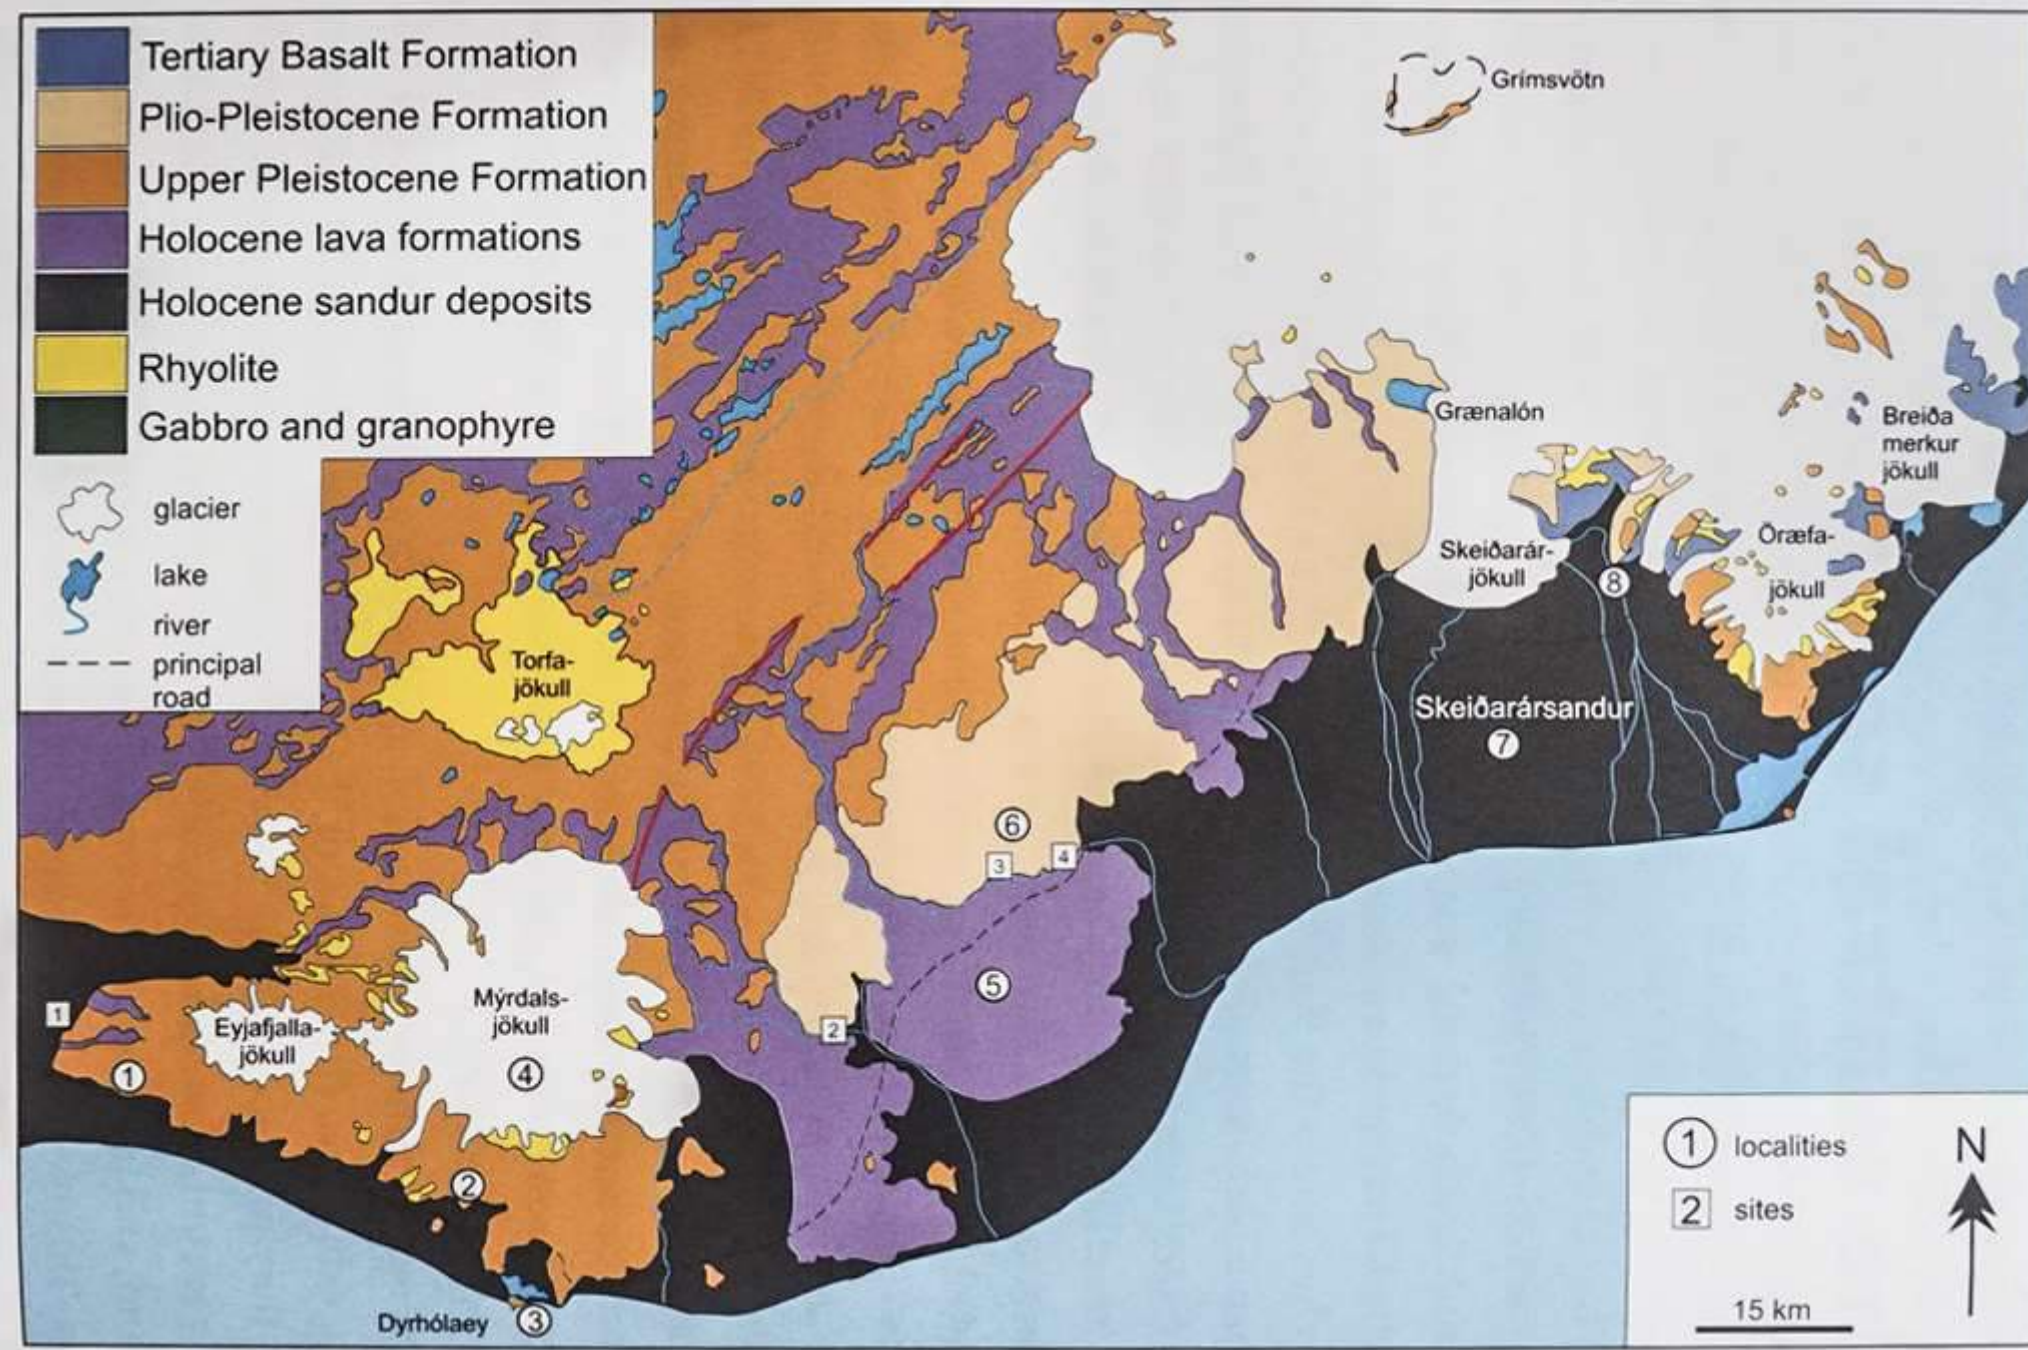 Tertiary Basalt Formation
Plio-Pleistocene Formation
Upper Pleistocene Formation
Holocene lava formations
Holocene sandur deposits
Rhyolite
Gabbro and granophyre
glacier
lake
river
principal
road
Grímsvötn
Grænalón
Breiða
merkur
jökull
Skeiðarár-
jökull
8
Öræfa-
jökull
Torfa-
jökull
Skeiðarársandur
7
6
3
4
5
1
Eyjafjalla-
jökull
Mýrdals-
jökull
4
2
1
2
Dyrhólaey
3
1 localities
2 sites
N
15 km